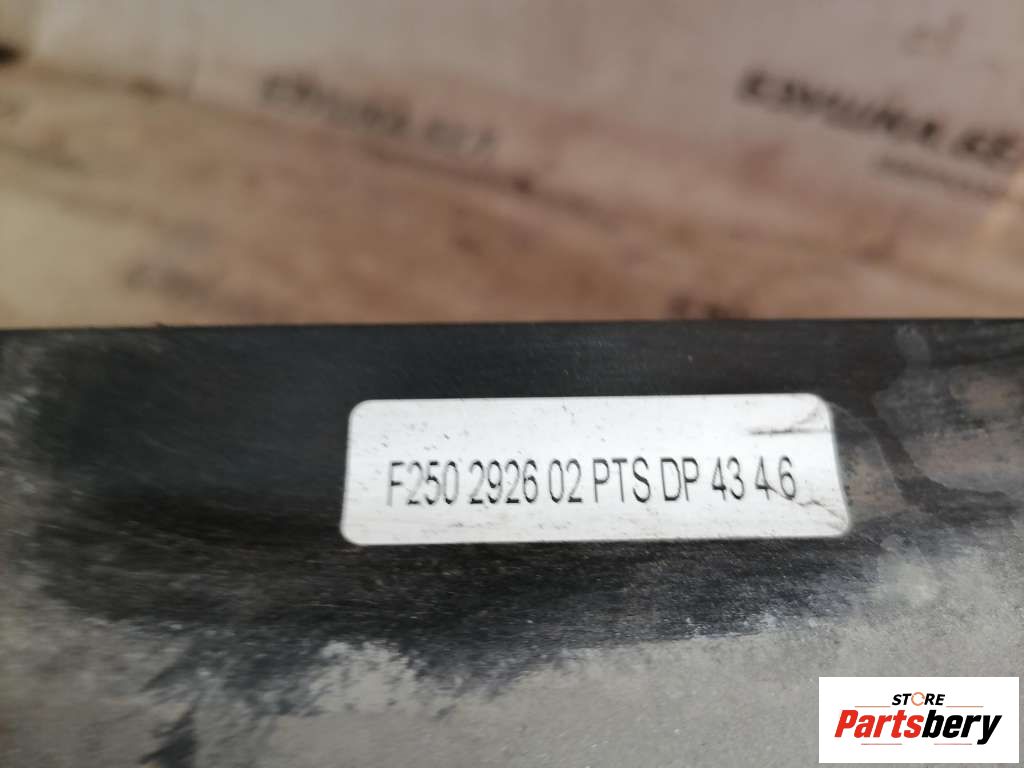 F250 2926 02 PTS DP 43 4 6
STORE
Partsbery